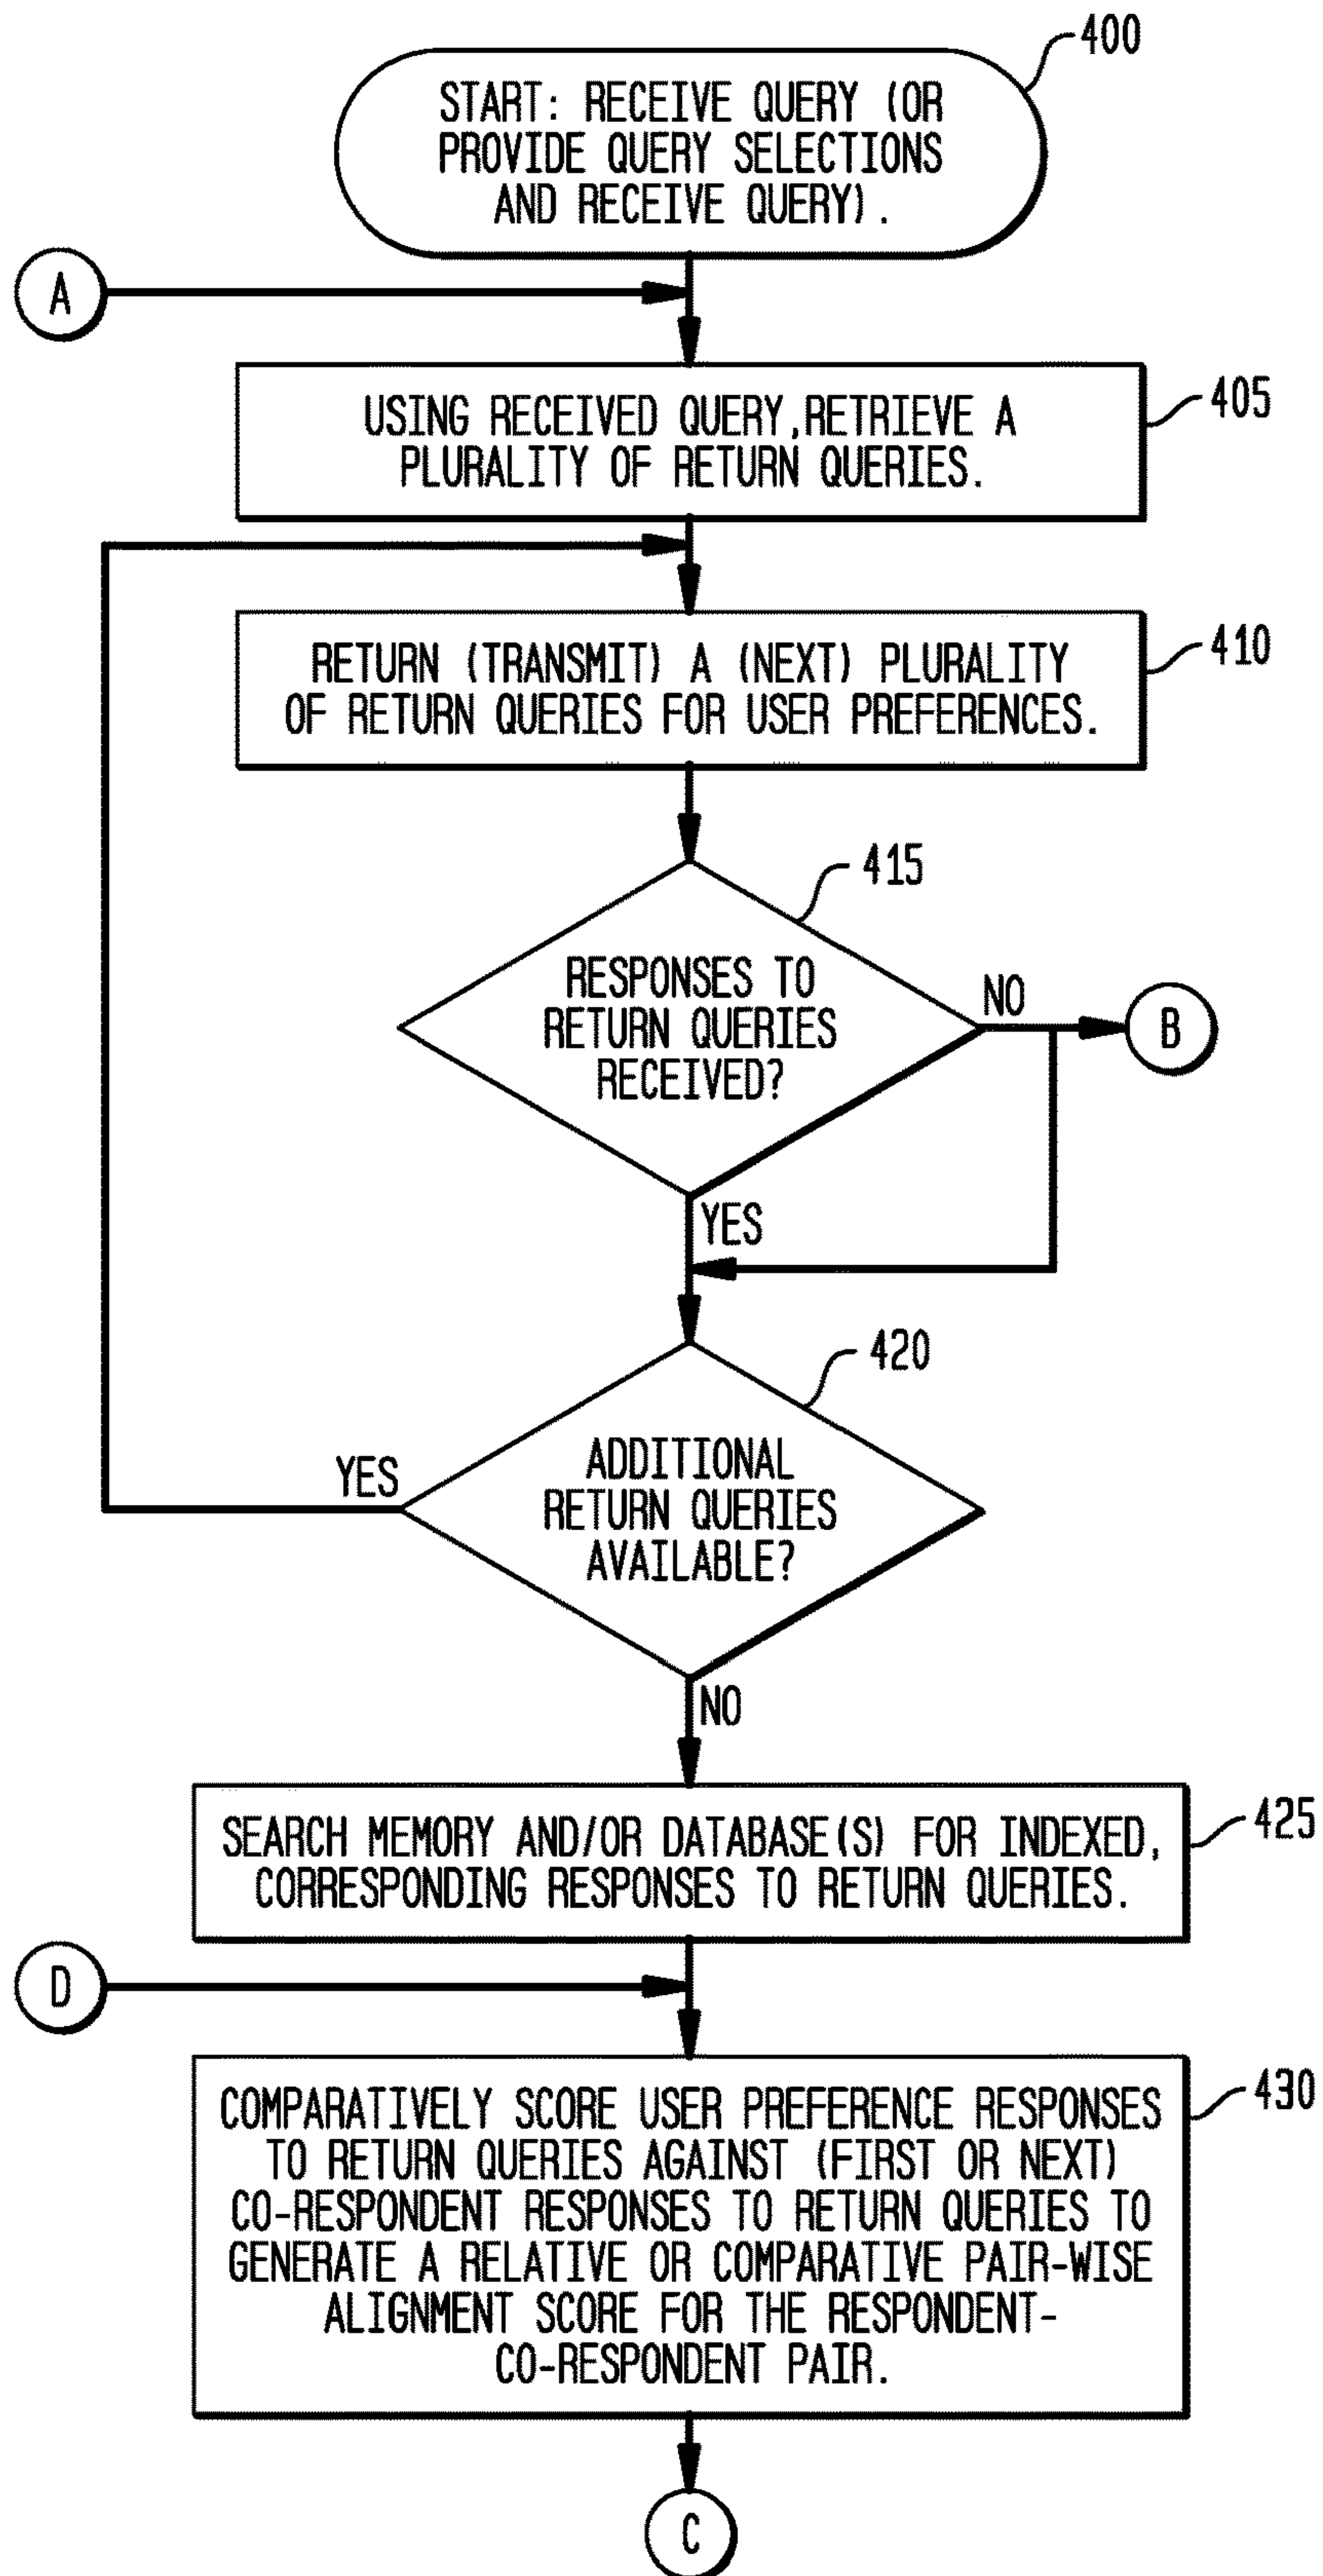 400
START: RECEIVE QUERY (OR
PROVIDE QUERY SELECTIONS
AND RECEIVE QUERY).
A
405
USING RECEIVED QUERY,RETRIEVE A
PLURALITY OF RETURN QUERIES.
410
RETURN (TRANSMIT) A (NEXT) PLURALITY
OF RETURN QUERIES FOR USER PREFERENCES.
415
RESPONSES TO
RETURN QUERIES
RECEIVED?
NO
B
YES
420
ADDITIONAL
RETURN QUERIES
AVAILABLE?
YES
NO
425
SEARCH MEMORY AND/OR DATABASE(S) FOR INDEXED,
CORRESPONDING RESPONSES TO RETURN QUERIES.
D
430
COMPARATIVELY SCORE USER PREFERENCE RESPONSES
TO RETURN QUERIES AGAINST (FIRST OR NEXT)
CO-RESPONDENT RESPONSES TO RETURN QUERIES TO
GENERATE A RELATIVE OR COMPARATIVE PAIR-WISE
ALIGNMENT SCORE FOR THE RESPONDENT-
CO-RESPONDENT PAIR.
C